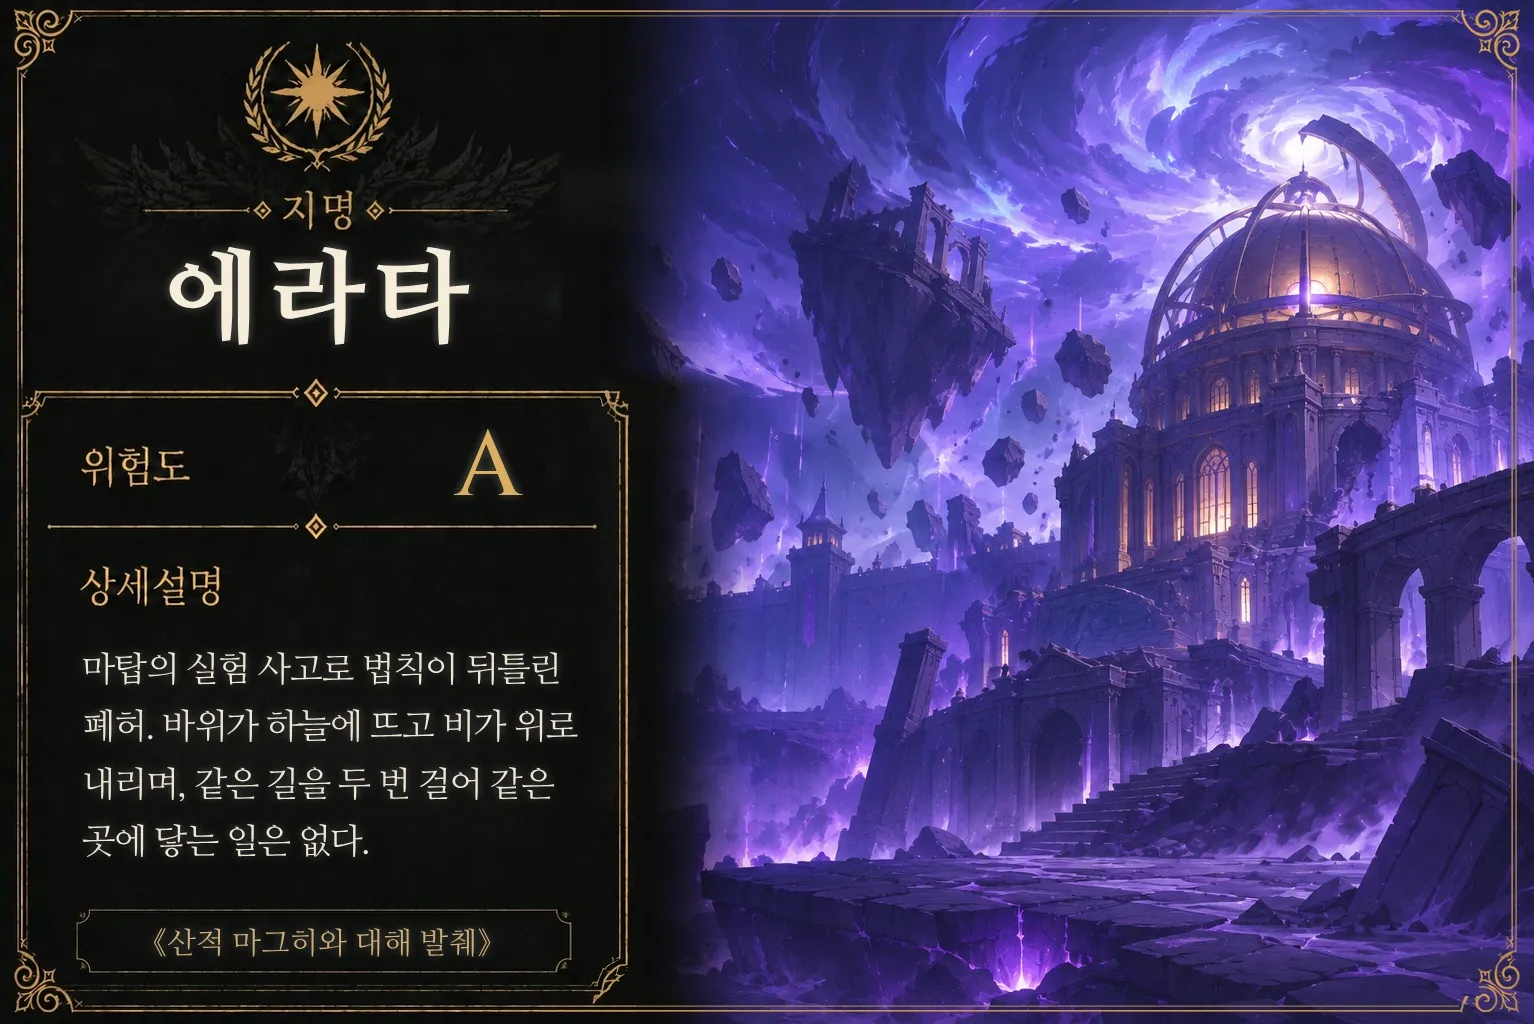 지명
에라타
위험도
A
상세설명
마탑의 실험 사고로 법칙이 뒤틀린
폐허. 바위가 하늘에 뜨고 비가 위로
내리며, 같은 길을 두 번 걸어 같은
곳에 닿는 일은 없다.
《산적 마그히와 대해 발췌》